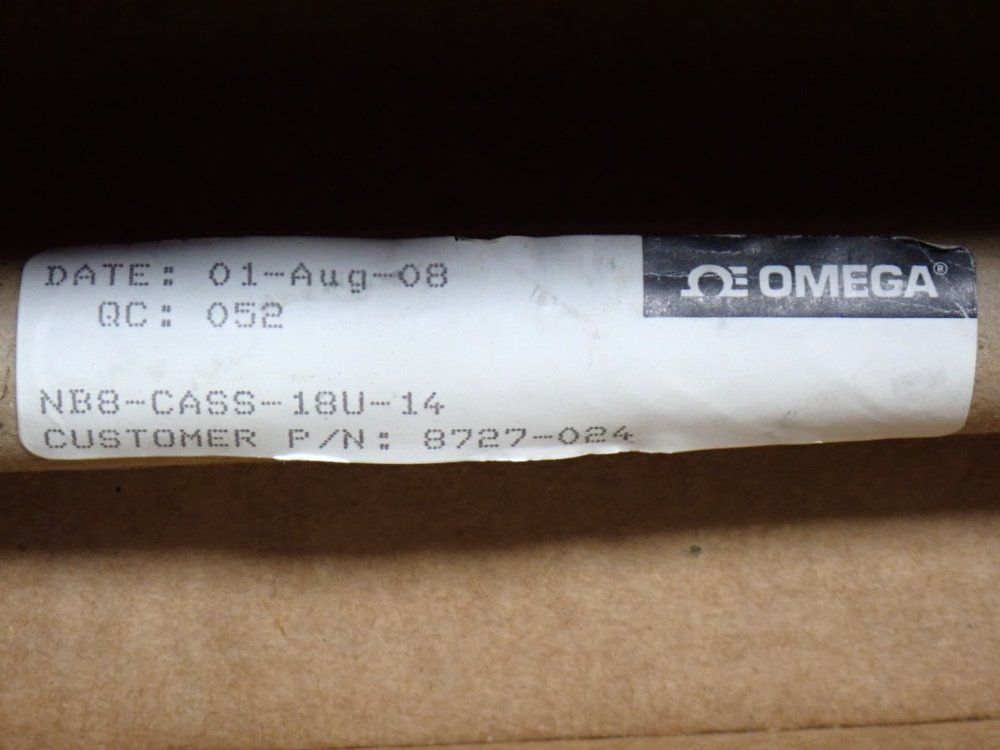 DATE: 01-Aug-08
QC: 052
OMEGA®
NB8-CASS-18U-14
CUSTOMER P/N: 8727-024